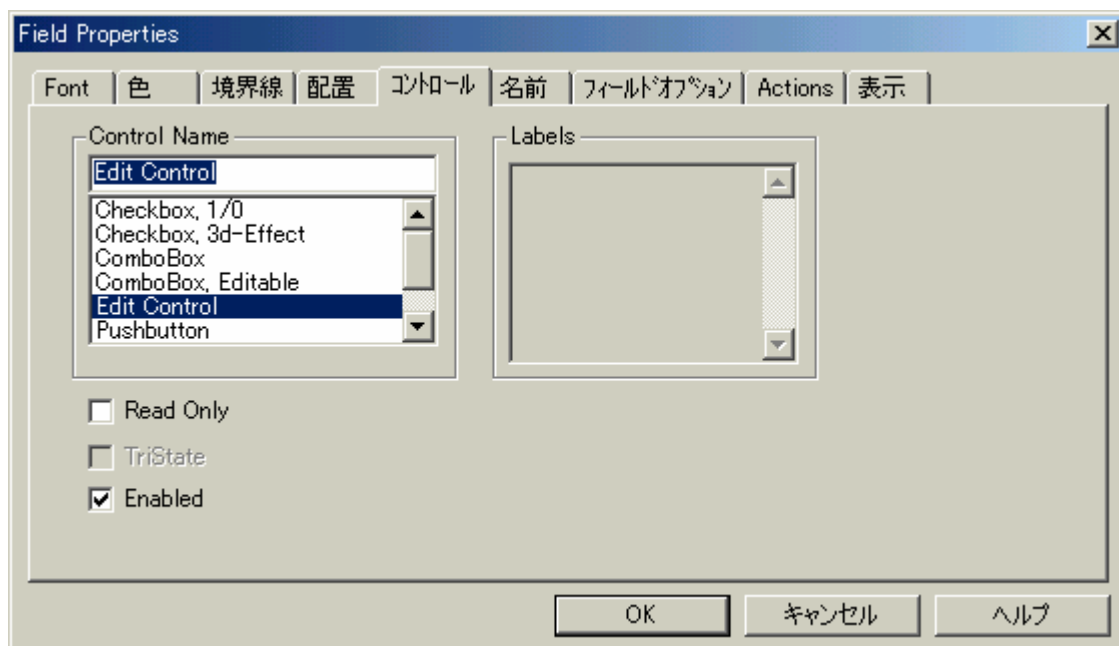 Field Properties
Font 色 境界線 配置 コントロール 名前 フィールドオプション Actions 表示
Control Name
Edit Control
Checkbox, 1/0
Checkbox, 3d-Effect
ComboBox
ComboBox, Editable
Edit Control
Pushbutton
Labels
Read Only
TriState
Enabled
OK キャンセル ヘルプ